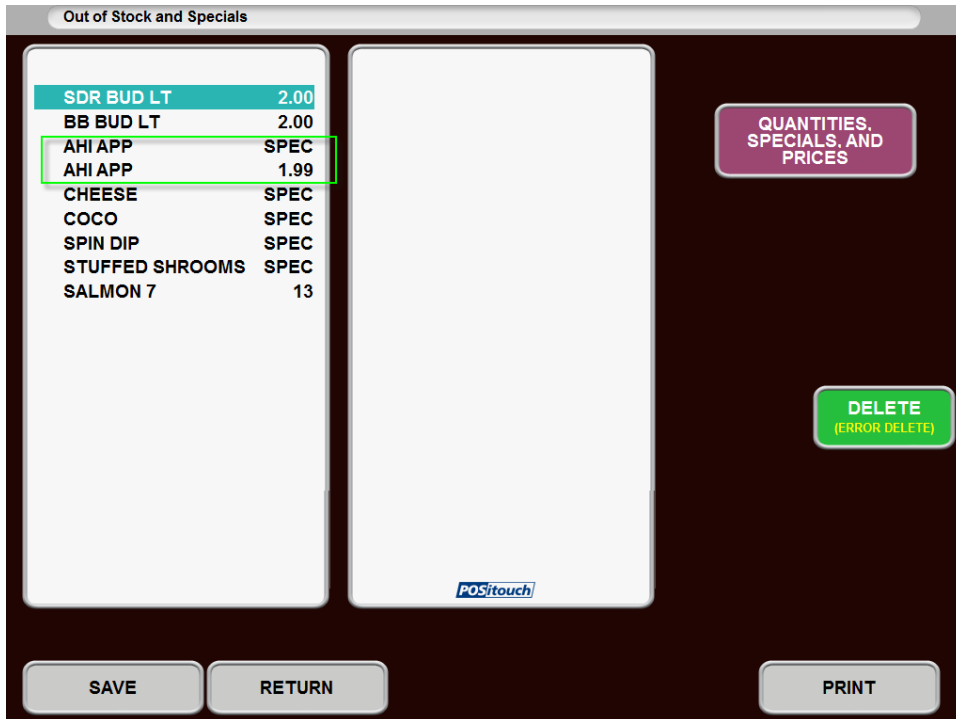 Out of Stock and Specials
SDR BUD LT 2.00
BB BUD LT 2.00
AHI APP SPEC
AHI APP 1.99
CHEESE SPEC
COCO SPEC
SPIN DIP SPEC
STUFFED SHROOMS SPEC
SALMON 7 13
QUANTITIES,
SPECIALS, AND
PRICES
DELETE
(ERROR DELETE)
POSitouch
SAVE
RETURN
PRINT